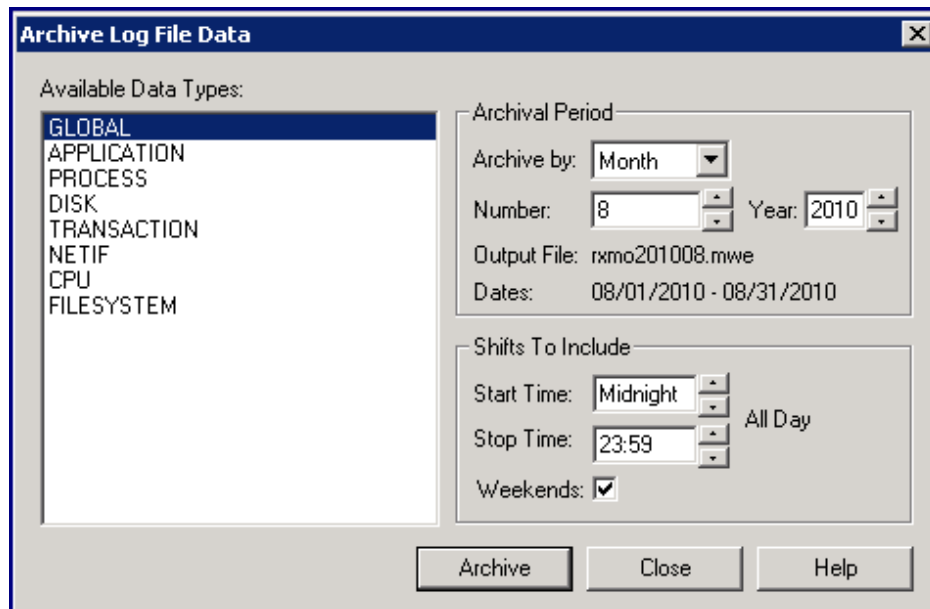 Archive Log File Data
Available Data Types:
GLOBAL
APPLICATION
PROCESS
DISK
TRANSACTION
NETIF
CPU
FILESYSTEM
Archival Period
Archive by: Month
Number: 8 Year: 2010
Output File: rxmo201008.mwe
Dates: 08/01/2010 - 08/31/2010
Shifts To Include
Start Time: Midnight
All Day
Stop Time: 23:59
Weekends:
Archive Close Help